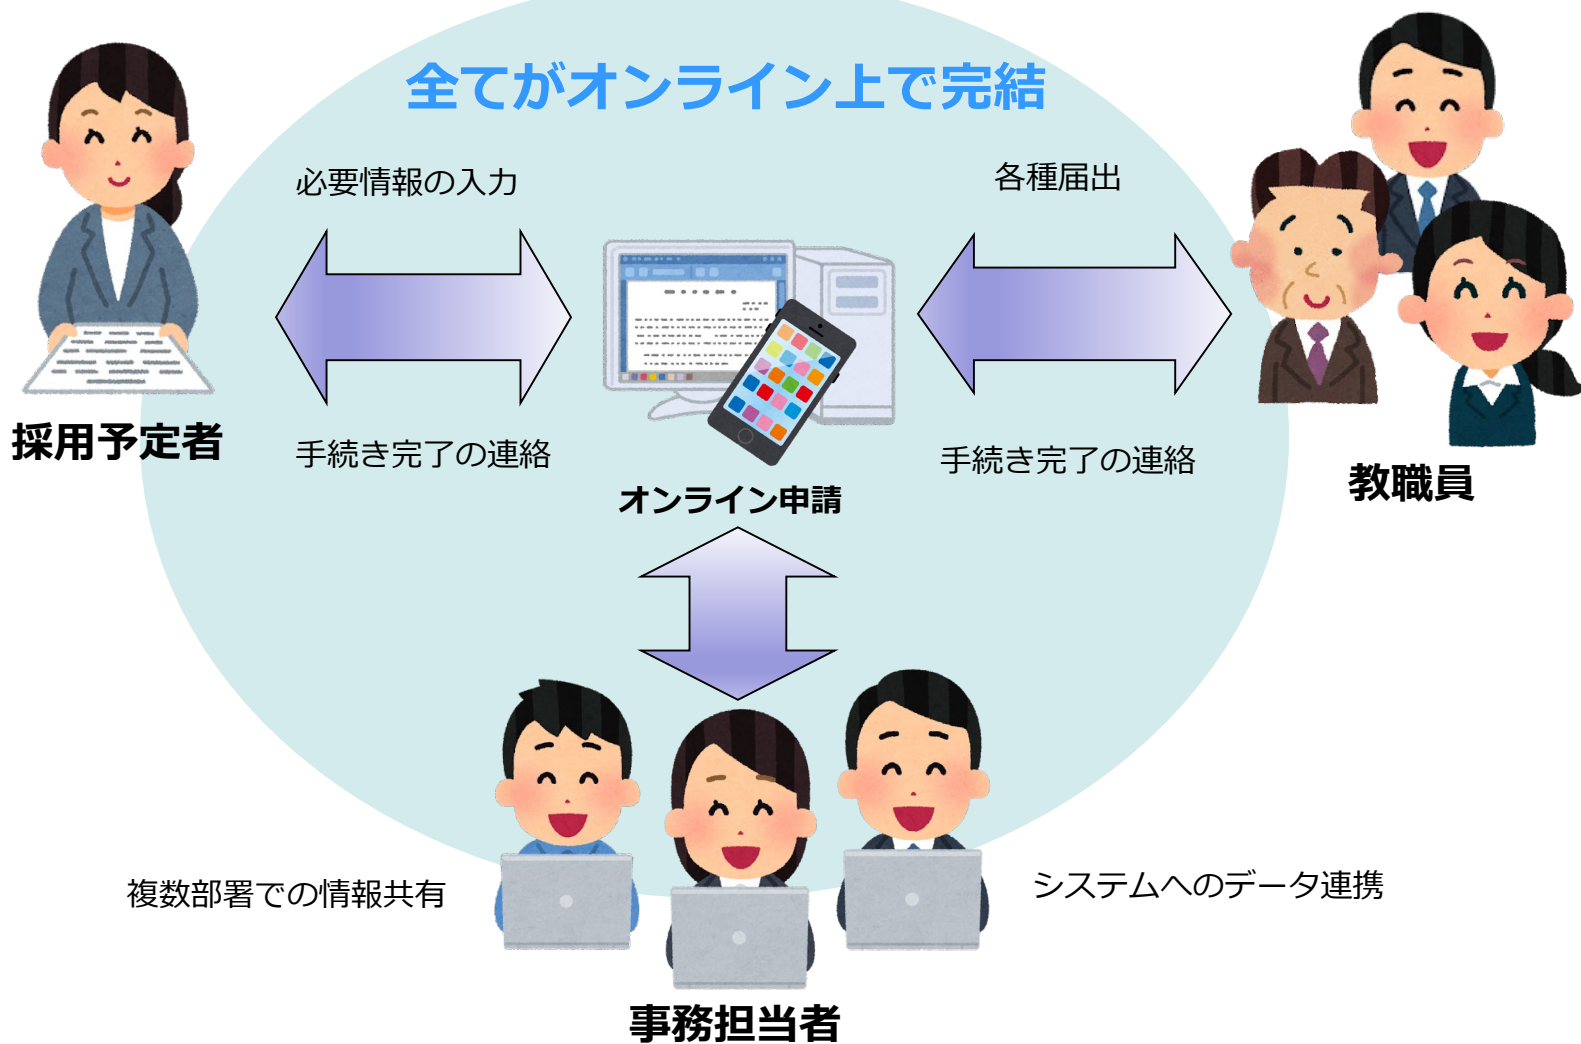 全てがオンライン上で完結
必要情報の入力
各種届出
採用予定者
手続き完了の連絡
手続き完了の連絡
教職員
オンライン申請
複数部署での情報共有
システムへのデータ連携
事務担当者